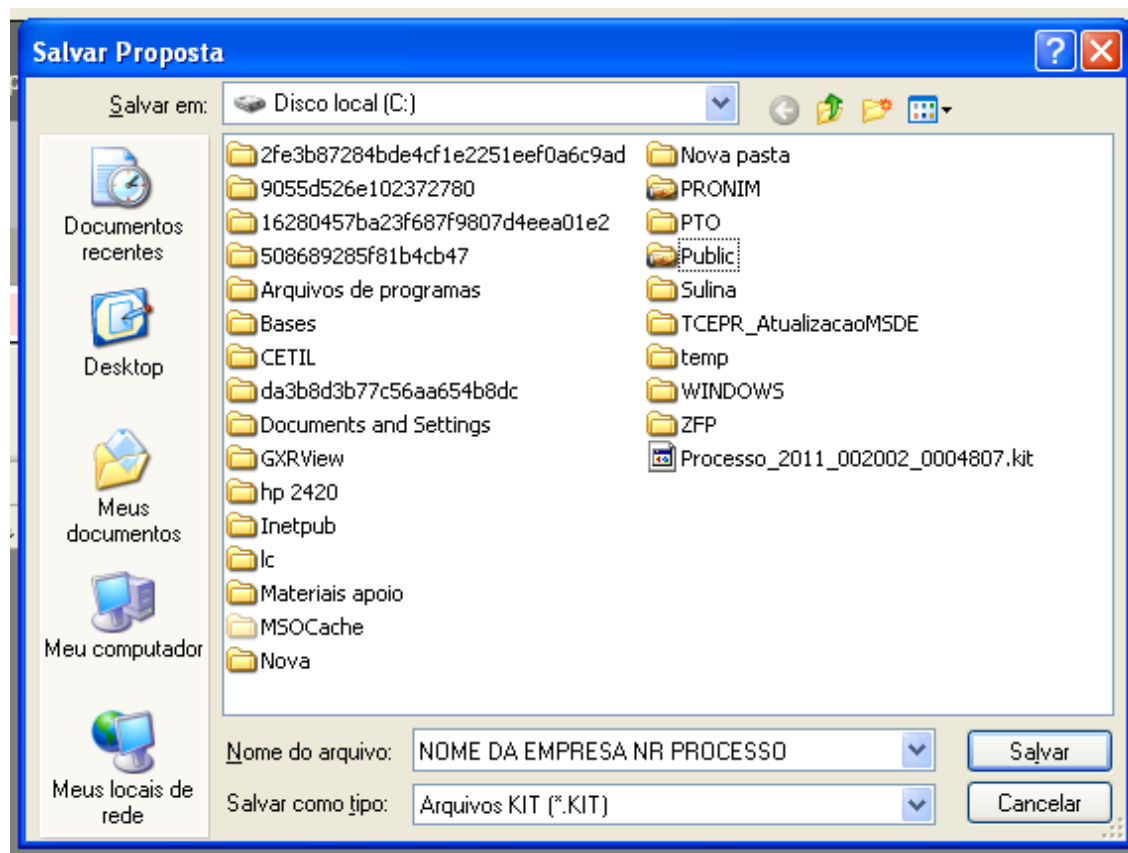 Salvar Proposta
Salvar em:
Disco local (C:)
Documentos
recentes
Desktop
Meus
documentos
Meu computador
Meus locais de
rede
2fe3b87284bde4cf1e2251eef0a6c9ad
9055d526e102372780
16280457ba23f687f9807d4eea01e2
508689285f81b4cb47
Arquivos de programas
Bases
CETIL
da3b8d3b77c56aa654b8dc
Documents and Settings
GXRView
hp 2420
Inetpub
lc
Materiais apoio
MSOCache
Nova
Nova pasta
PRONIM
PTO
Public
Sulina
TCEPR_AtualizacaoMSDE
temp
WINDOWS
ZFP
Processo_2011_002002_0004807.kit
Nome do arquivo:
NOME DA EMPRESA NR PROCESSO
Salvar
Salvar como tipo:
Arquivos KIT (*.KIT)
Cancelar